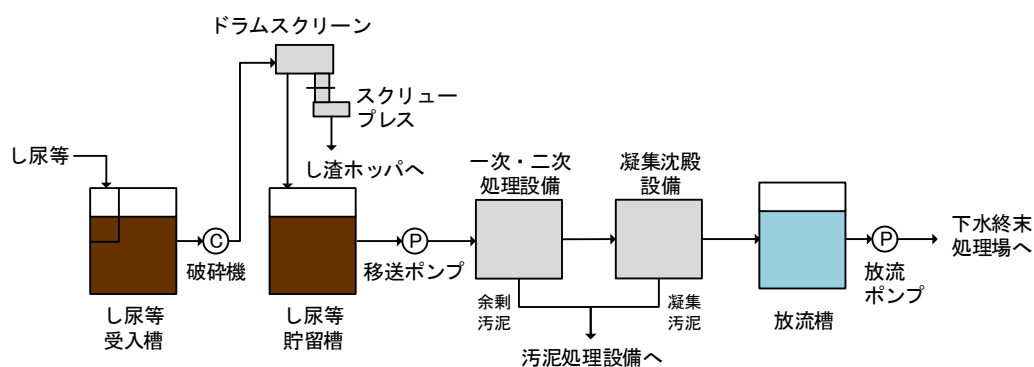 ドラムスクリーン
スクリュー
プレス
し尿等
し渣ホッパへ
一次・二次
処理設備
凝集沈殿
設備
C
破砕機
P
移送ポンプ
P
放流
ポンプ
下水終末
処理場へ
し尿等
受入槽
し尿等
貯留槽
余剰
汚泥
凝集
汚泥
放流槽
汚泥処理設備へ